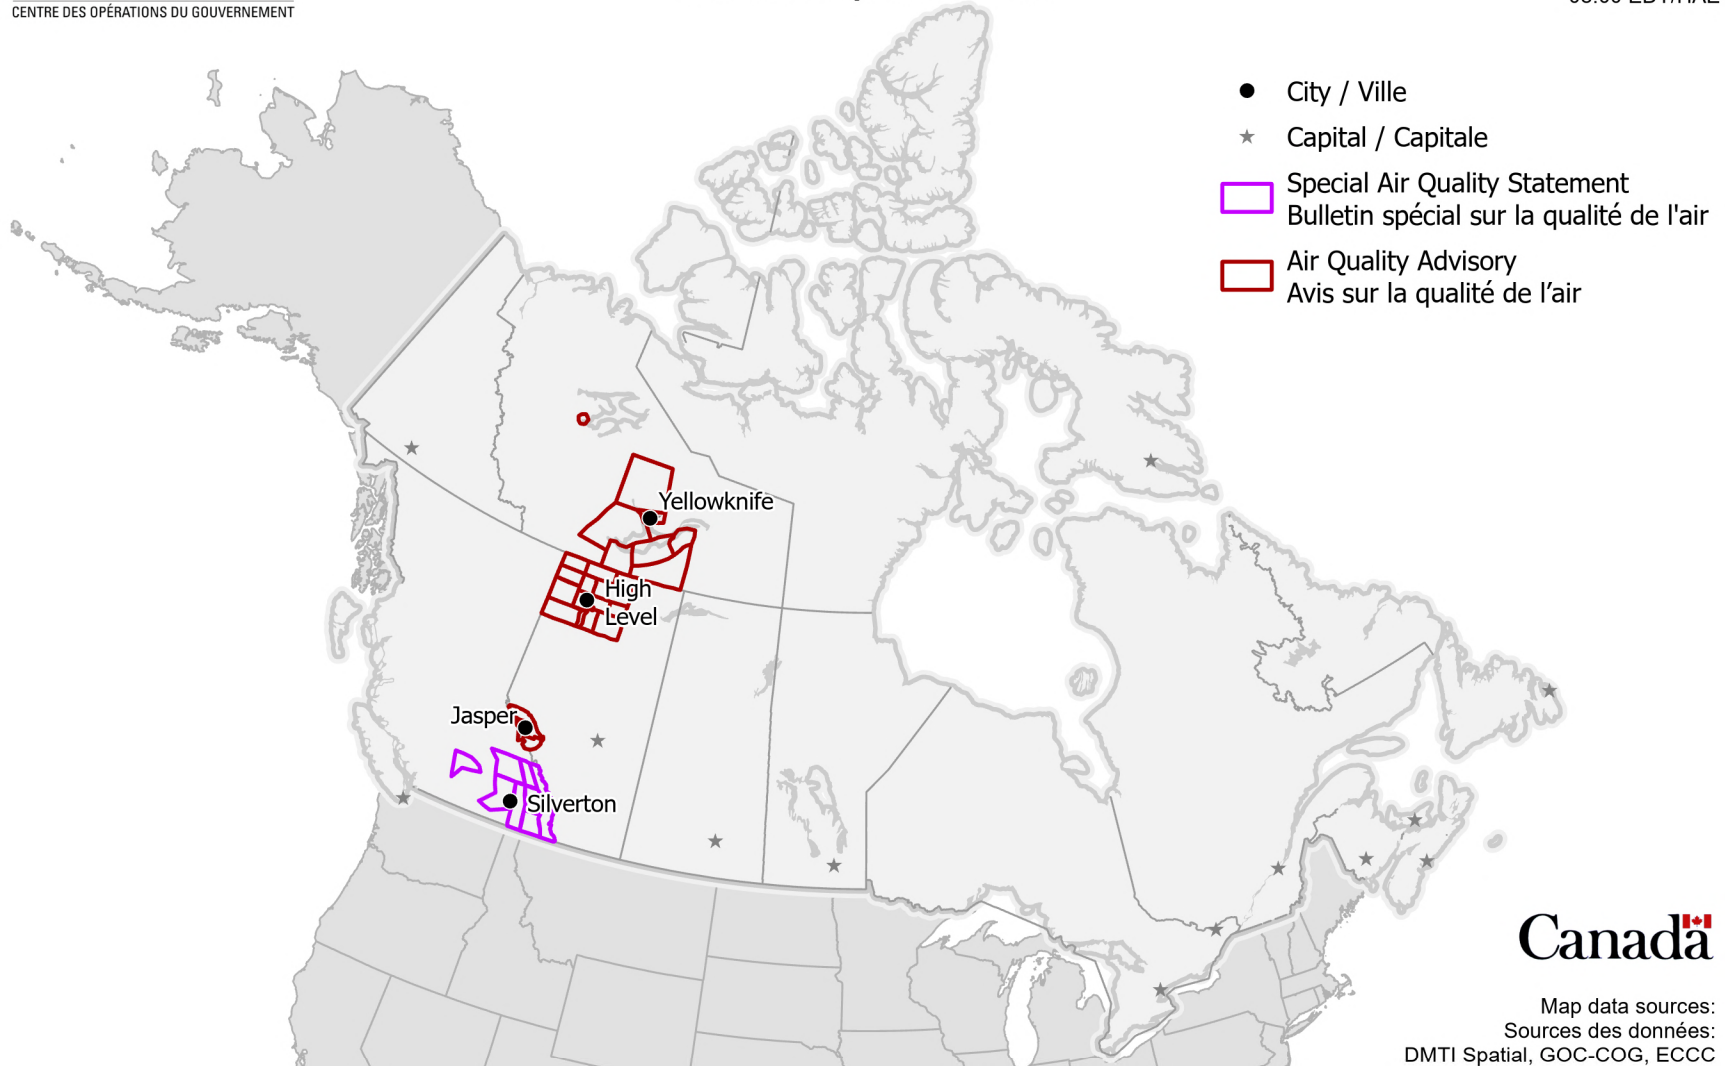 CENTRE DES OPÉRATIONS DU GOUVERNEMENT
City / Ville
Capital / Capitale
Special Air Quality Statement
Bulletin spécial sur la qualité de l'air
Air Quality Advisory
Avis sur la qualité de l’air
Yellowknife
High
Level
Jasper
Silverton
Canada
Map data sources:
Sources des données:
DMTI Spatial, GOC-COG, ECCC